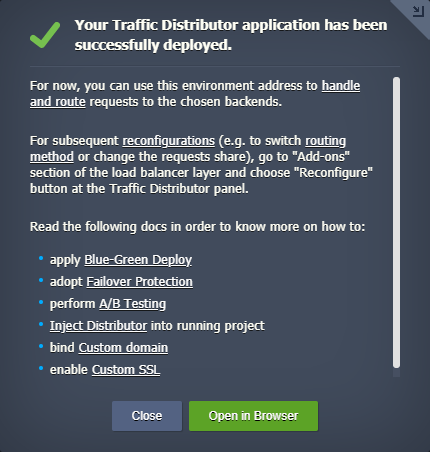 Your Traffic Distributor application has been
successfully deployed.
For now, you can use this environment address to handle
and route requests to the chosen backends.
For subsequent reconfigurations (e.g. to switch routing
method or change the requests share), go to "Add-ons"
section of the load balancer layer and choose "Reconfigure"
button at the Traffic Distributor panel.
Read the following docs in order to know more on how to:
apply Blue-Green Deploy
adopt Failover Protection
perform A/B Testing
Inject Distributor into running project
bind Custom domain
enable Custom SSL
Close
Open in Browser